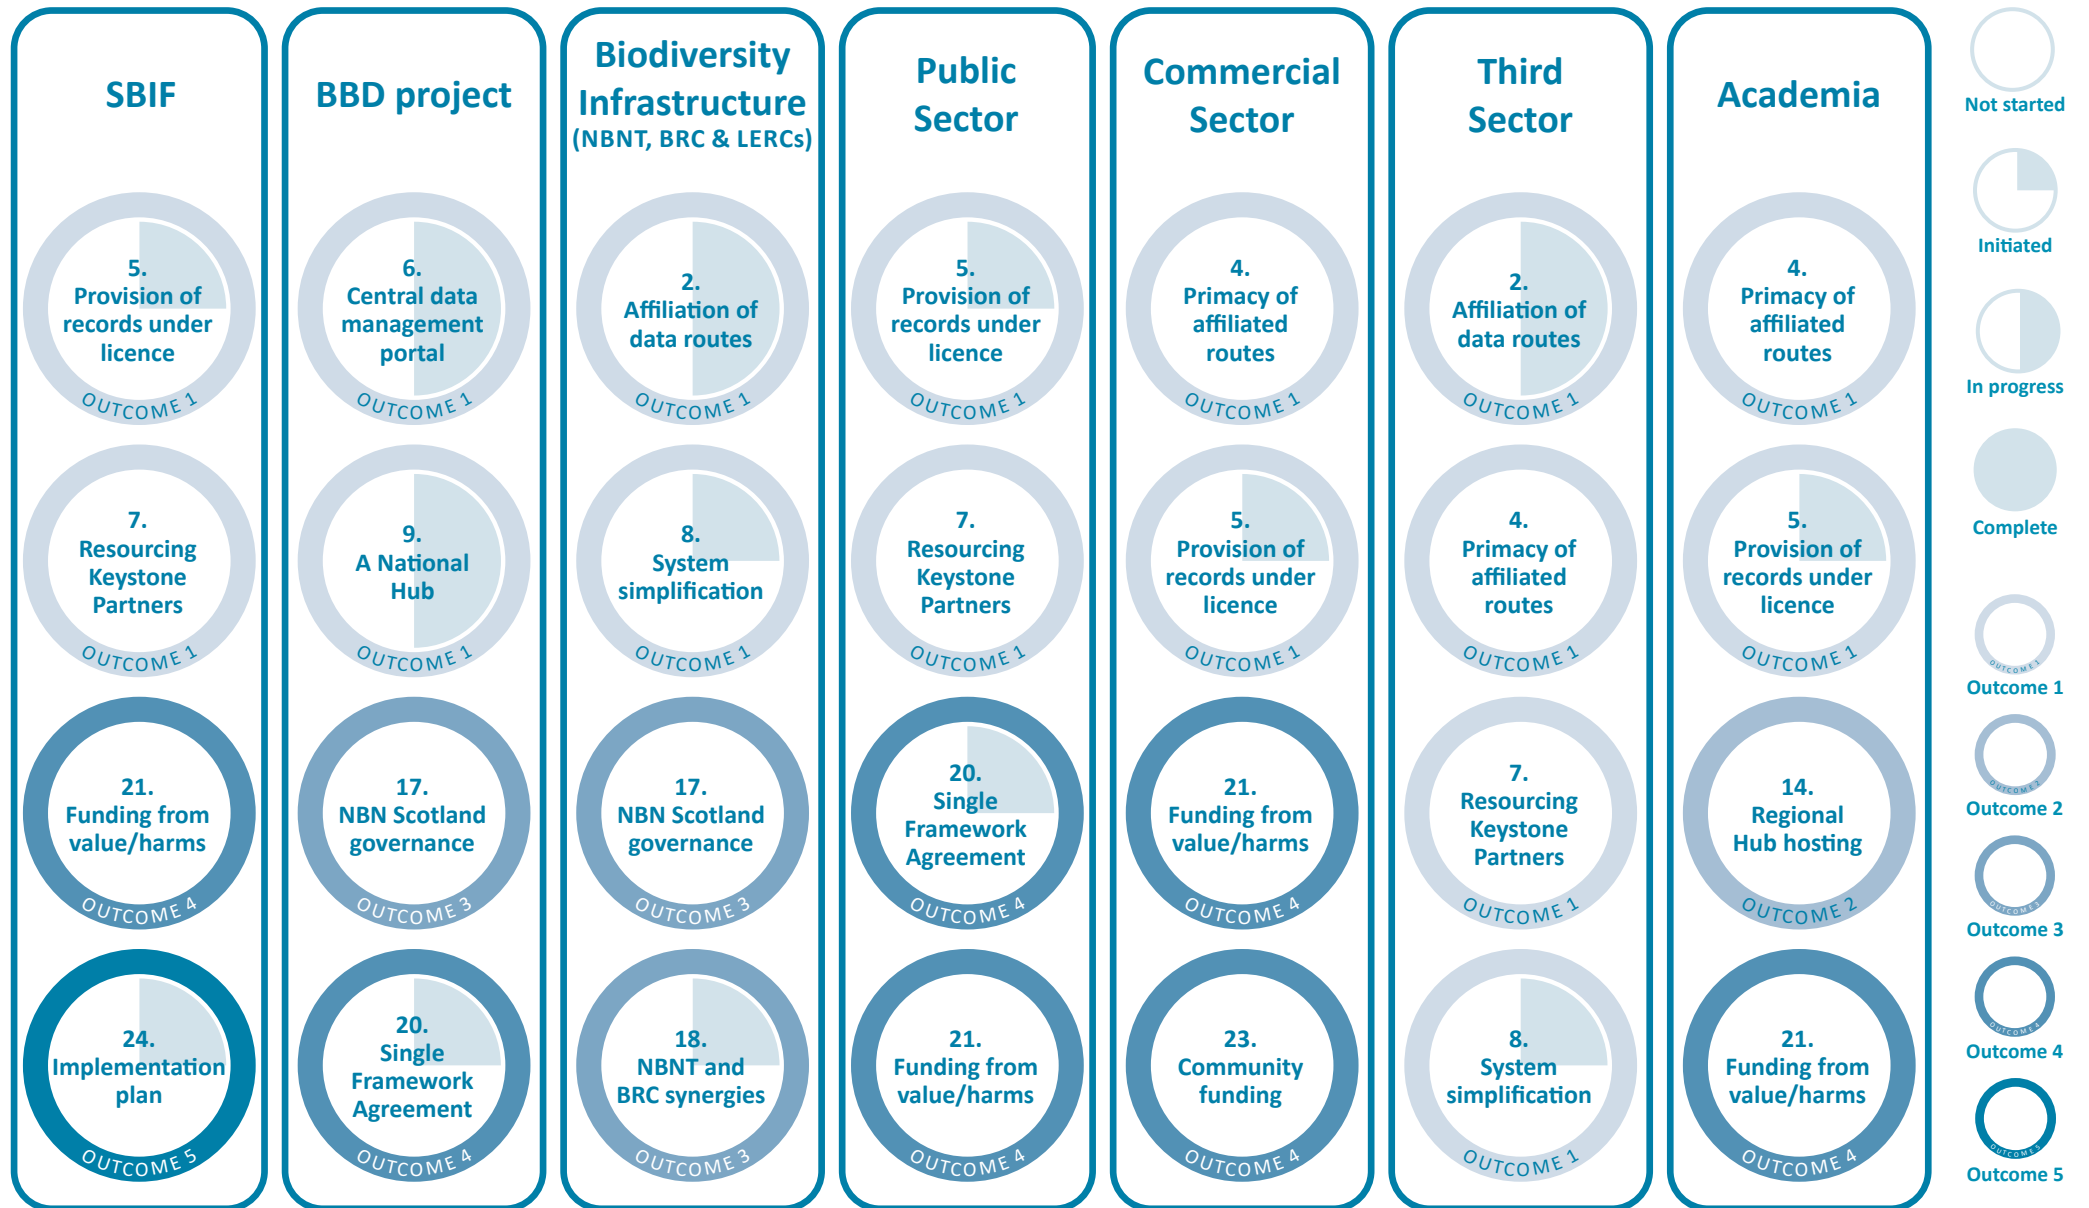 SBIF
5.
Provision of
records under
licence
OUTCOME 1
7.
Resourcing
Keystone
Partners
OUTCOME 1
21.
Funding from
value/harms
OUTCOME 4
24.
Implementation
plan
OUTCOME 5
BBD project
6.
Central data
management
portal
OUTCOME 1
9.
A National
Hub
OUTCOME 1
17.
NBN Scotland
governance
OUTCOME 3
20.
Single
Framework
Agreement
OUTCOME 4
Biodiversity
Infrastructure
(NBNT, BRC & LERCs)
2.
Affiliation of
data routes
OUTCOME 1
8.
System
simplification
OUTCOME 1
17.
NBN Scotland
governance
OUTCOME 3
18.
NBNT and
BRC synergies
OUTCOME 3
Public
Sector
5.
Provision of
records under
licence
OUTCOME 1
7.
Resourcing
Keystone
Partners
OUTCOME 1
20.
Single
Framework
Agreement
OUTCOME 4
21.
Funding from
value/harms
OUTCOME 4
Commercial
Sector
4.
Primacy of
affiliated
routes
OUTCOME 1
5.
Provision of
records under
licence
OUTCOME 1
21.
Funding from
value/harms
OUTCOME 4
23.
Community
funding
OUTCOME 4
Third
Sector
2.
Affiliation of
data routes
OUTCOME 1
4.
Primacy of
affiliated
routes
OUTCOME 1
7.
Resourcing
Keystone
Partners
OUTCOME 1
8.
System
simplification
OUTCOME 1
Academia
4.
Primacy of
affiliated
routes
OUTCOME 1
5.
Provision of
records under
licence
OUTCOME 1
14.
Regional
Hub hosting
OUTCOME 2
21.
Funding from
value/harms
OUTCOME 4
Not started
Initiated
In progress
Complete
OUTCOME 1
Outcome 1
OUTCOME 2
Outcome 2
OUTCOME 3
Outcome 3
OUTCOME 4
Outcome 4
OUTCOME 5
Outcome 5